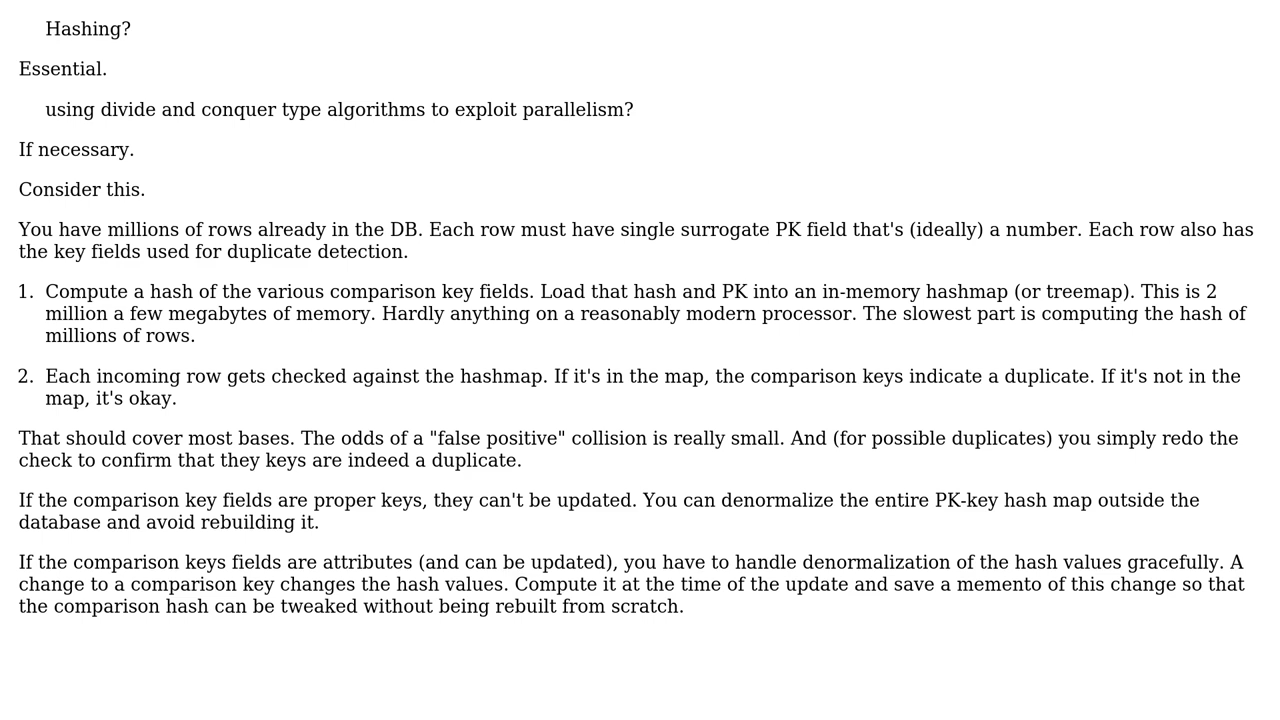 Hashing?
Essential.
using divide and conquer type algorithms to exploit parallelism?
If necessary.
Consider this.
You have millions of rows already in the DB. Each row must have single surrogate PK field that's (ideally) a number. Each row also has
the key fields used for duplicate detection.
1. Compute a hash of the various comparison key fields. Load that hash and PK into an in-memory hashmap (or treemap). This is 2
million a few megabytes of memory. Hardly anything on a reasonably modern processor. The slowest part is computing the hash of
millions of rows.
2. Each incoming row gets checked against the hashmap. If it's in the map, the comparison keys indicate a duplicate. If it's not in the
map, it's okay.
That should cover most bases. The odds of a "false positive" collision is really small. And (for possible duplicates) you simply redo the
check to confirm that they keys are indeed a duplicate.
If the comparison key fields are proper keys, they can't be updated. You can denormalize the entire PK-key hash map outside the
database and avoid rebuilding it.
If the comparison keys fields are attributes (and can be updated), you have to handle denormalization of the hash values gracefully. A
change to a comparison key changes the hash values. Compute it at the time of the update and save a memento of this change so that
the comparison hash can be tweaked without being rebuilt from scratch.